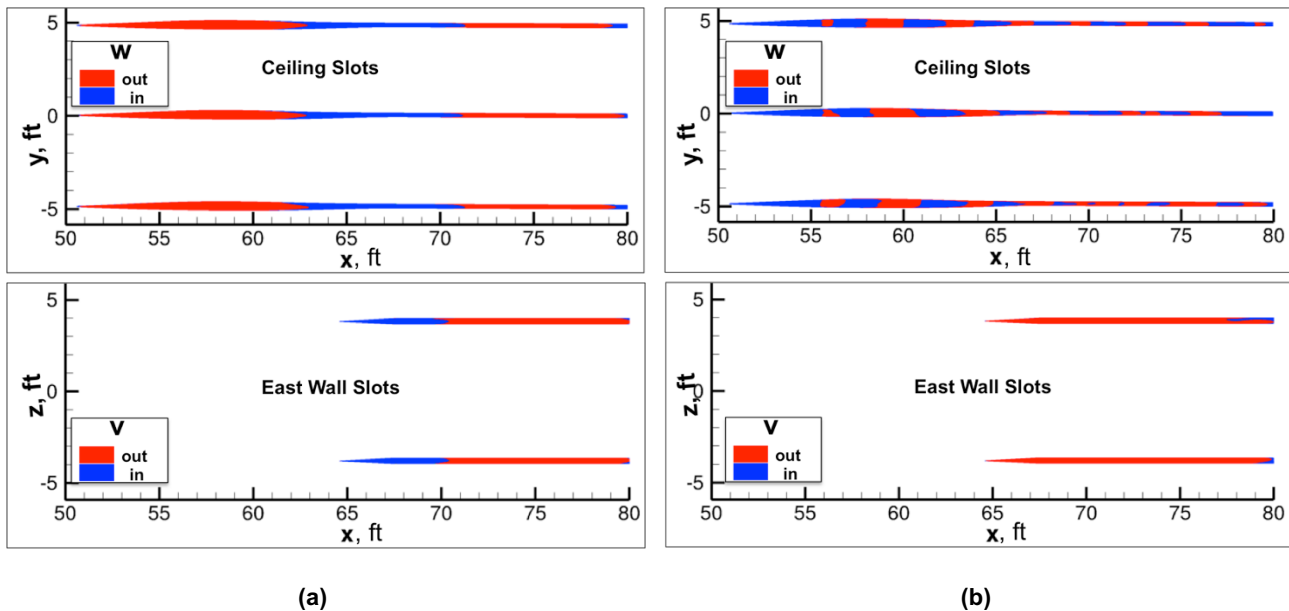 5
W
out
in
Ceiling Slots
0
y, ft
-5
50 55 60 65 70 75 80
x, ft
5
W
out
in
Ceiling Slots
0
y, ft
-5
50 55 60 65 70 75 80
x, ft
5
0
z, ft
East Wall Slots
V
out
in
-5
50 55 60 65 70 75 80
x, ft
5
0
z, ft
East Wall Slots
V
out
in
-5
50 55 60 65 70 75 80
x, ft
(a)
(b)